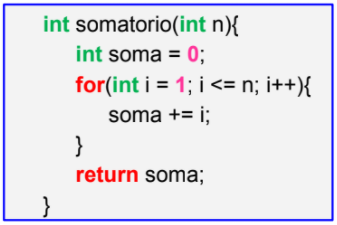 int somatorio(int n){
int soma = 0;
for(int i = 1; i <= n; i++){
soma += i;
}
return soma;
}